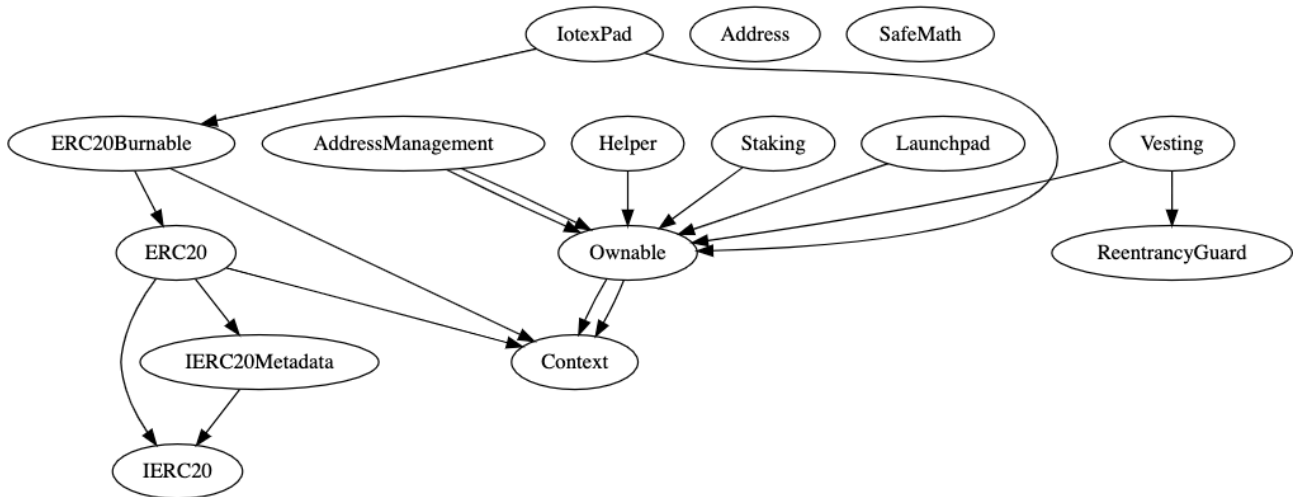 IotexPad
Address
SafeMath
ERC20Burnable
AddressManagement
Helper
Staking
Launchpad
Vesting
ERC20
Ownable
ReentrancyGuard
IERC20Metadata
Context
IERC20